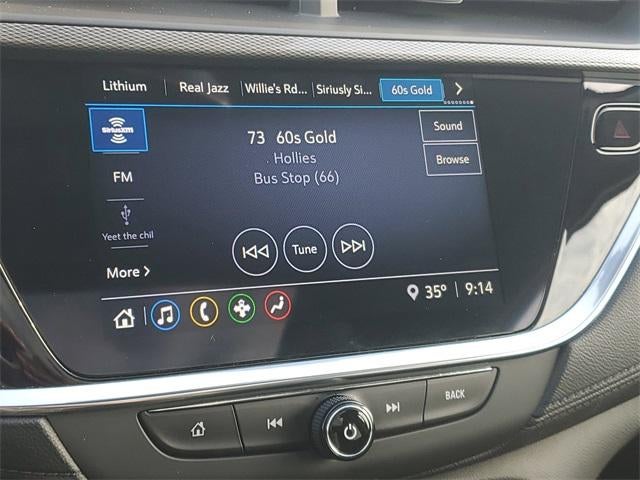 Lithium Real Jazz Willie's Rd... Siriusly Si... 60s Gold
SiriusXM
73 60s Gold
Sound
Hollies
Browse
FM
Bus Stop (66)
Yeet the chil
Tune
More
35° 9:14
BACK